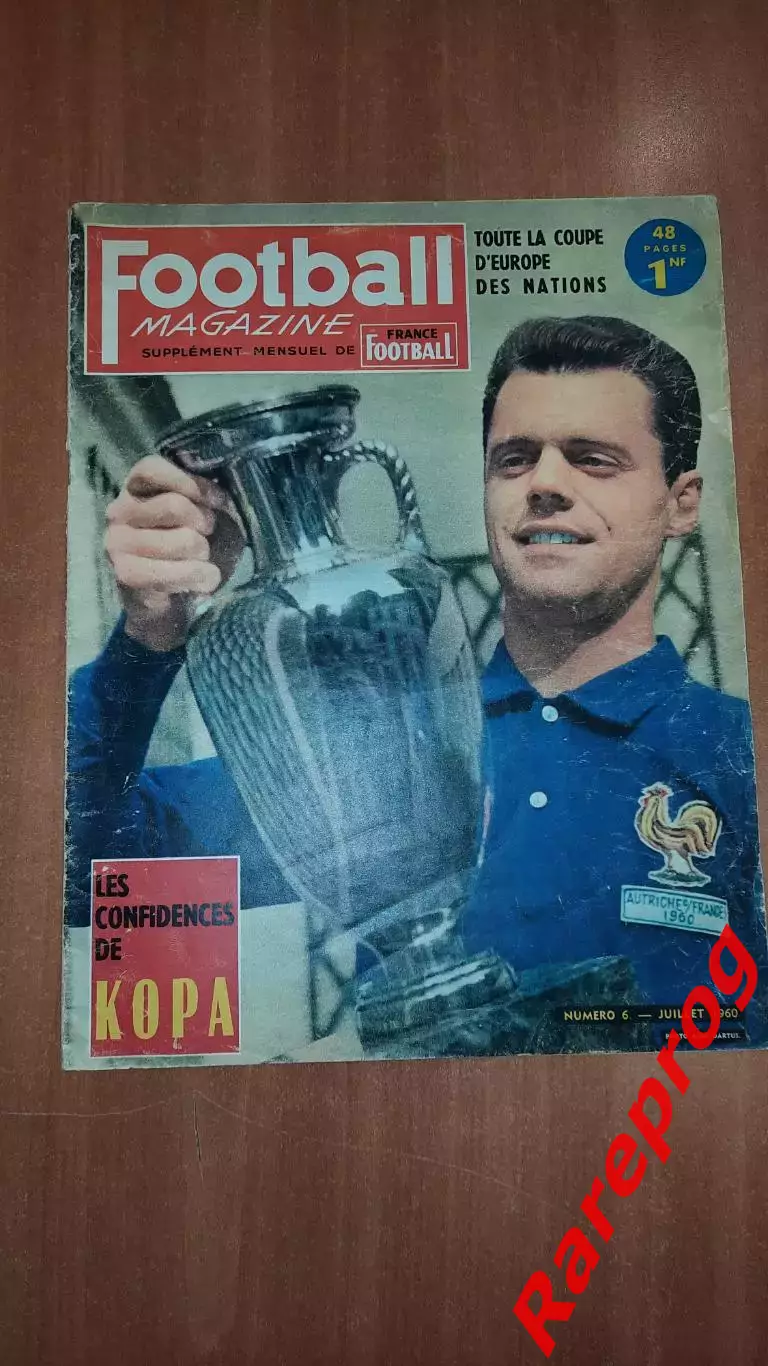 Football
MAGAZINE
SUPPLÉMENT MENSUEL DE
FRANCE
FOOTBALL
TOUTE LA COUPE
D'EUROPE
DES NATIONS
48
PAGES
1 NF
LES
CONFIDENCES
DE
KOPA
AUTRICHE/FRANCE
1960
NUMERO 6 — JUILLET 1960
Rareprog